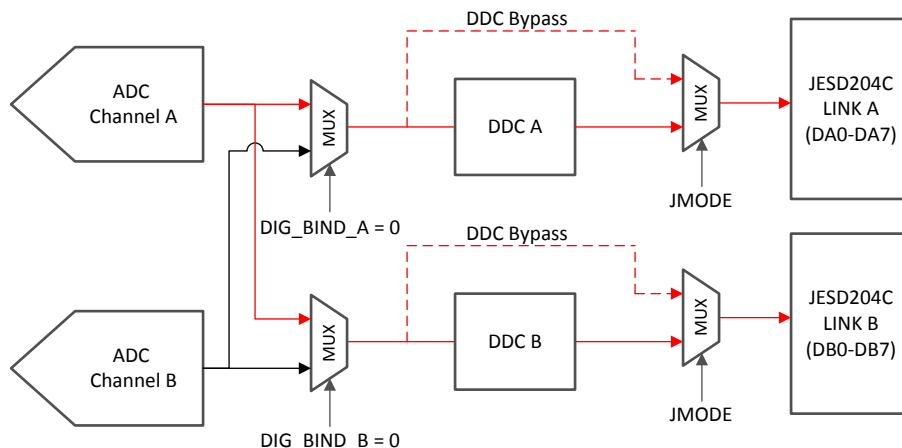 DDC Bypass
ADC
Channel A
MUX
DDC A
MUX
JESD204C
LINK A
(DA0-DA7)
DIG_BIND_A = 0
JMODE
DDC Bypass
ADC
Channel B
MUX
DDC B
MUX
JESD204C
LINK B
(DB0-DB7)
DIG_BIND_B = 0
JMODE